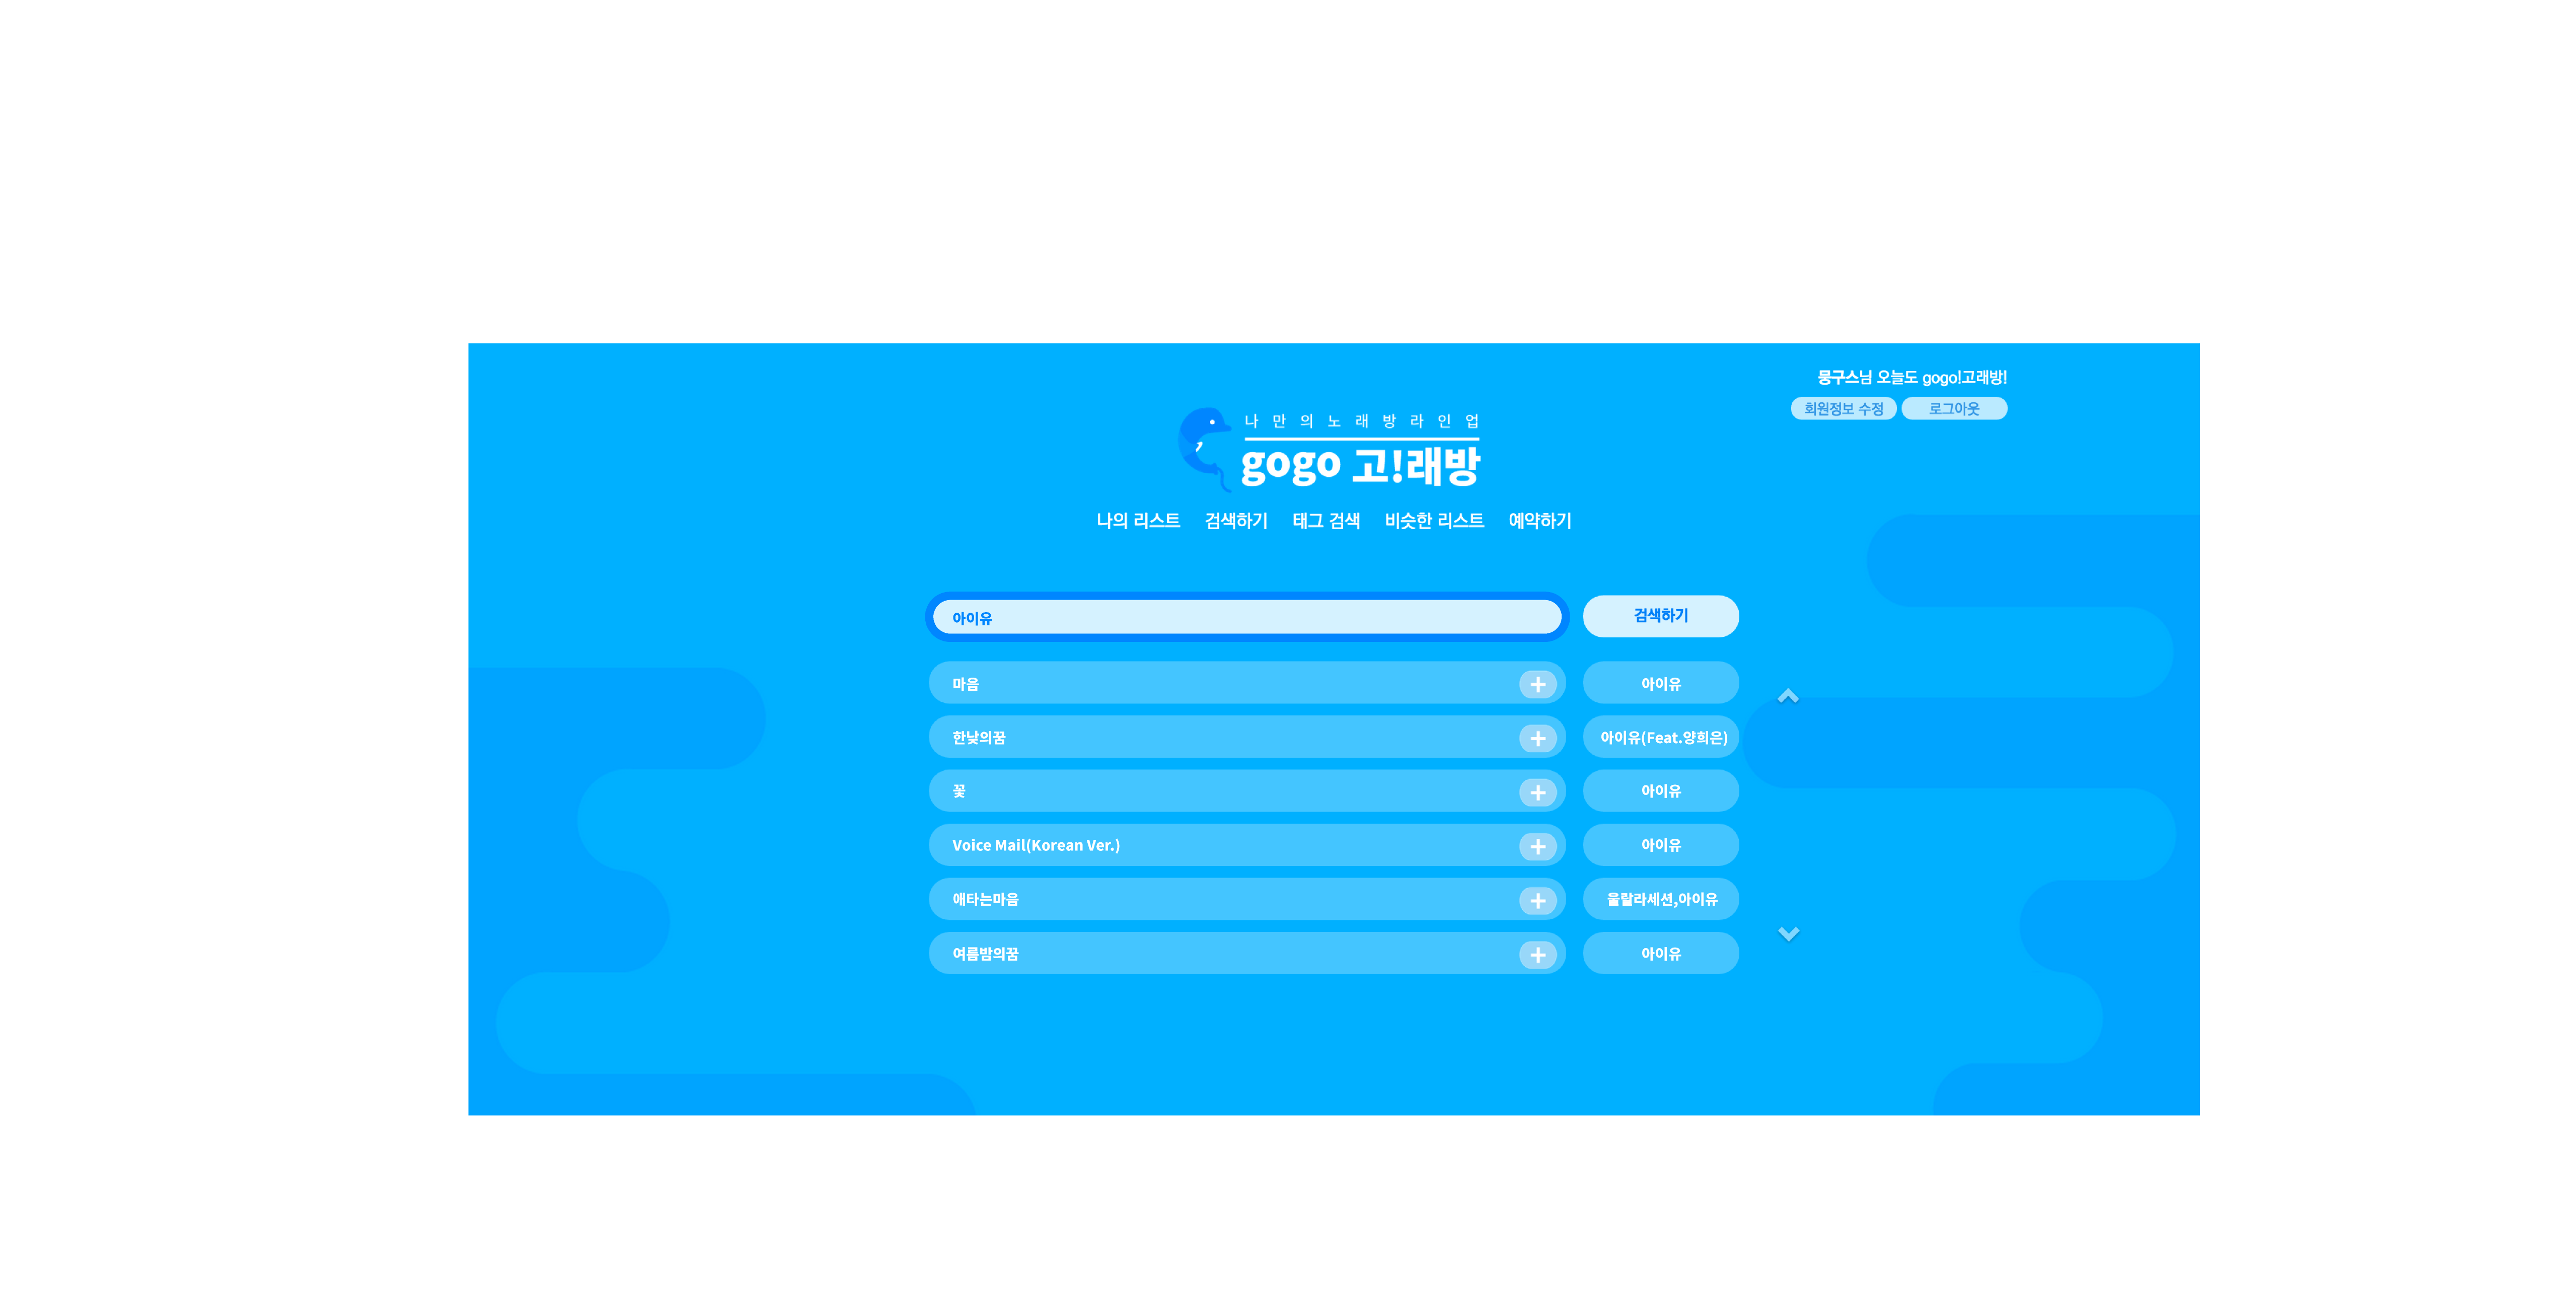 뭉구스님 오늘도 gogo!고래방!
회원정보 수정 로그아웃
나만의노래방라인업
gogo 고!래방
나의 리스트 검색하기 태그 검색 비슷한 리스트 예약하기
아이유 검색하기
마음 아이유
한낮의꿈 아이유(Feat.양희은)
꽃 아이유
Voice Mail(Korean Ver.) 아이유
애타는마음 울랄라세션,아이유
여름밤의꿈 아이유